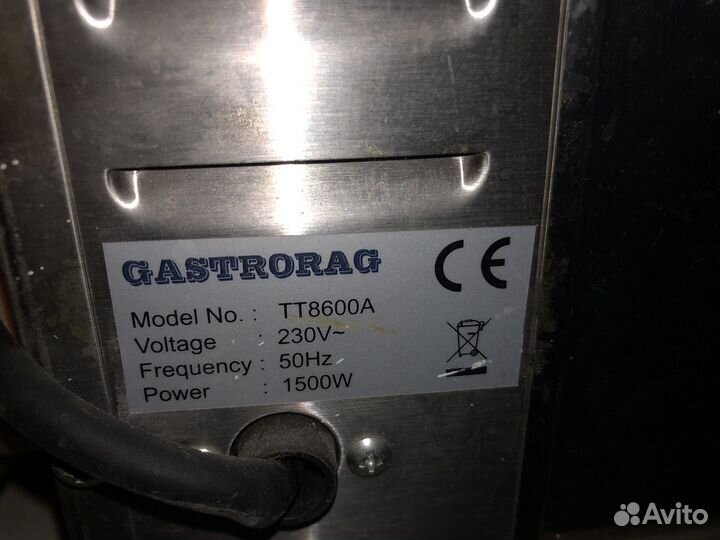 GASTRORAG
CE
Model No. : TT8600A
Voltage : 230V~
Frequency : 50Hz
Power : 1500W
Avito